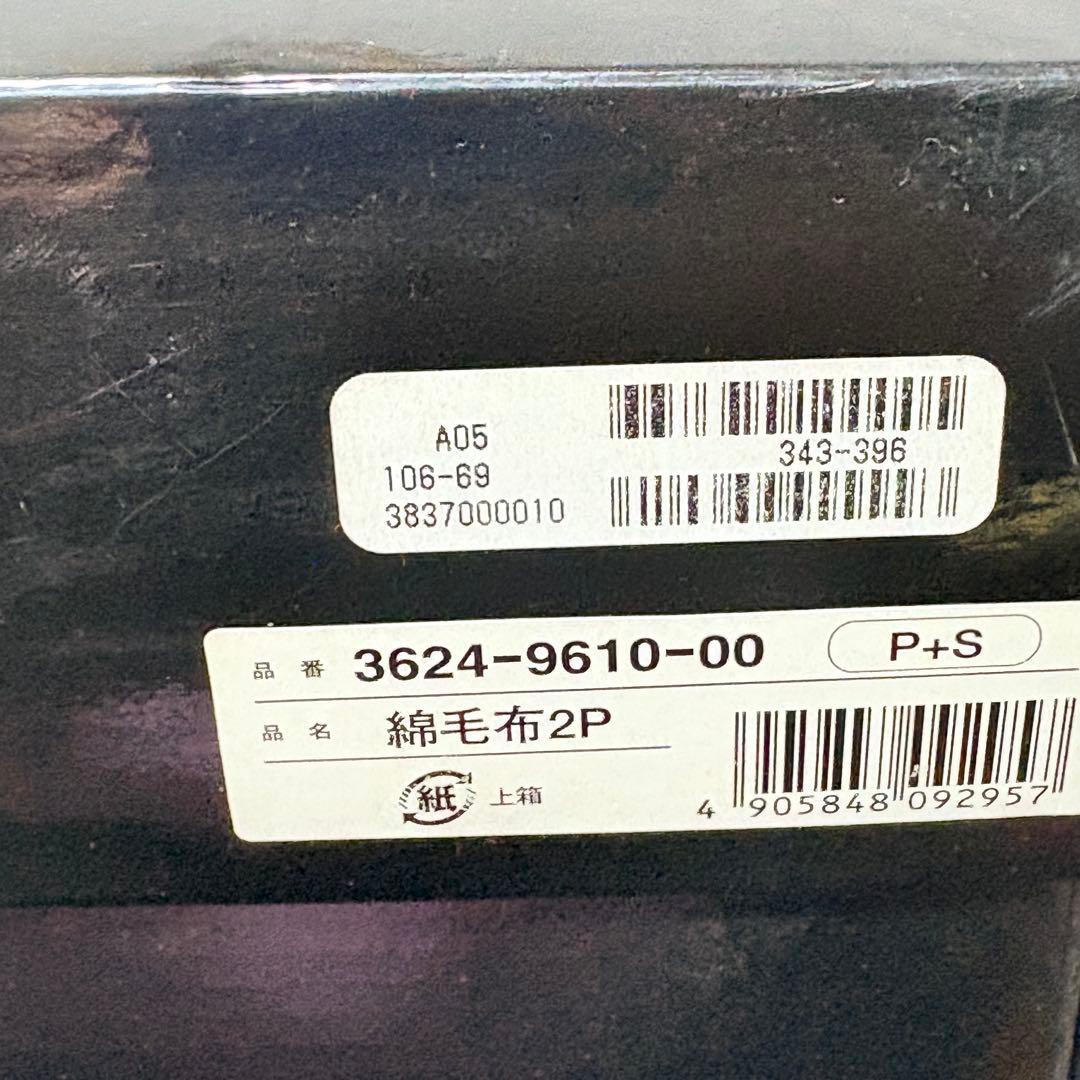 A05
106-69
3837000010
343-396
品番 3624-9610-00 P+S
品名 綿毛布2P
紙 上箱
4 905848 092957